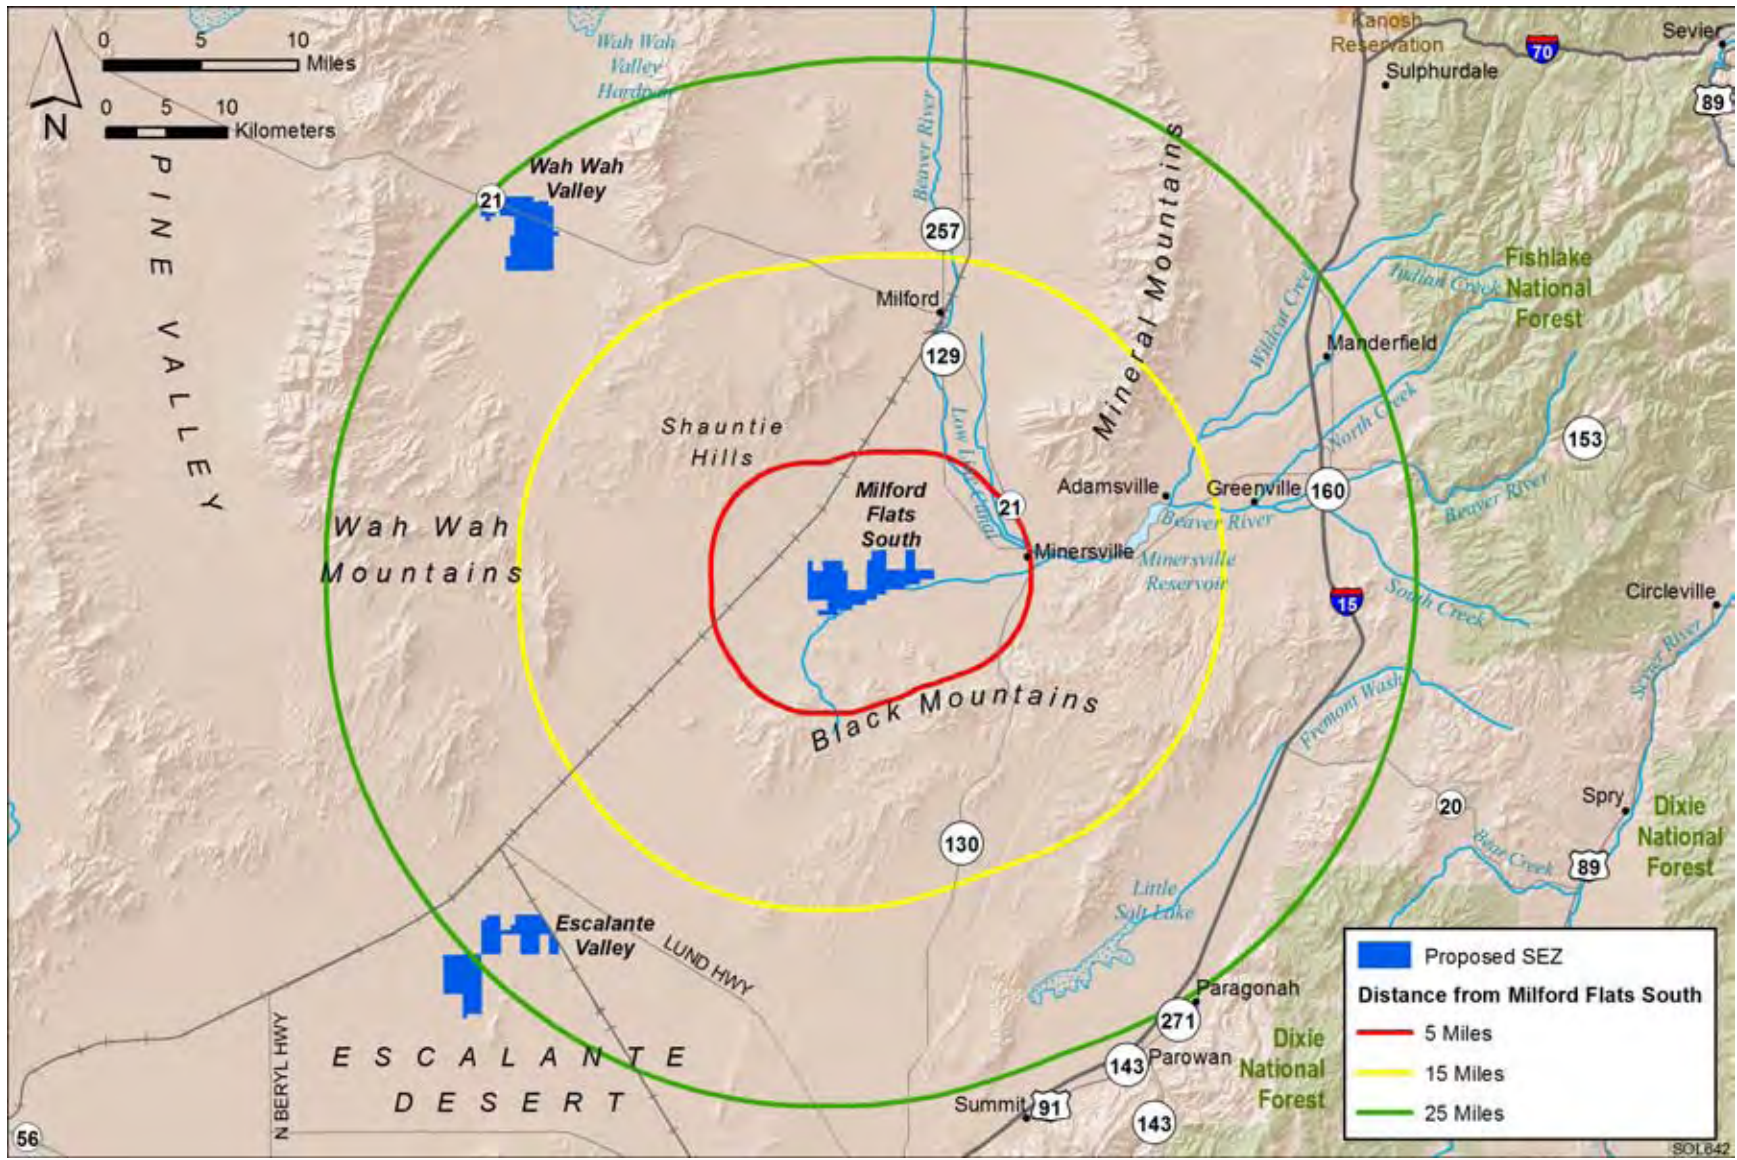 0 5 10
Miles
0 5 10
Kilometers
N
Kanosh
Reservation
Sulphurdale
70
Sevier
89
Wah Wah
Valley
Hardpan
Beaver River
PINE VALLEY
Wah Wah
Valley
21
257
Mineral Mountains
Milford
129
Wildcat Creek
Indian Creek
Fishlake
National
Forest
Manderfield
North Creek
153
Shauntie
Hills
Low Line Canal
Milford
Flats
South
21
Adamsville
Greenville
160
Beaver River
Beaver River
Wah Wah
Mountains
Minersville
Minersville
Reservoir
15
South Creek
Circleville
Sevier River
Black Mountains
Fremont Wash
20
Spry
Dixie
National
Forest
130
Bear Creek
89
Little
Salt Lake
Escalante
Valley
LUND HWY
Paragonah
271
N BERYL HWY
ESCALANTE
DESERT
143
Parowan
Dixie
National
Forest
Summit
91
143
56
Proposed SEZ
Distance from Milford Flats South
5 Miles
15 Miles
25 Miles
SOL642